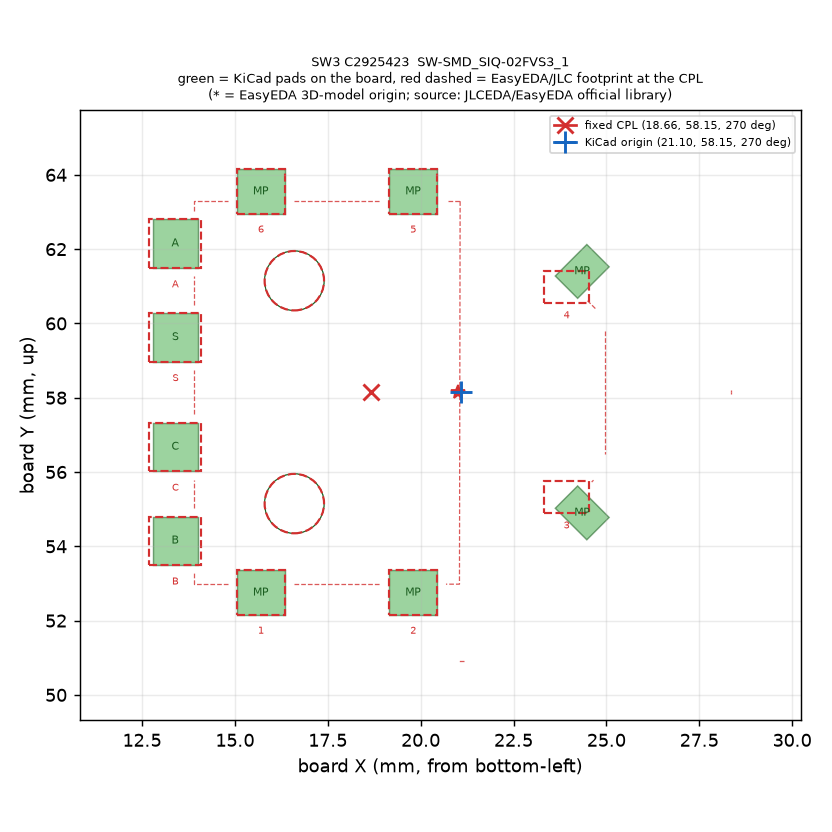 SW3 C2925423 SW-SMD_SIQ-02FVS3_1
green = KiCad pads on the board, red dashed = EasyEDA/JLC footprint at the CPL
(* = EasyEDA 3D-model origin; source: JLCEDA/EasyEDA official library)
fixed CPL (18.66, 58.15, 270 deg)
KiCad origin (21.10, 58.15, 270 deg)
64
62
60
58
56
54
52
50
board Y (mm, up)
MP
MP
6
5
A
A
MP
4
S
S
C
C
MP
3
B
B
MP
MP
1
2
12.5 15.0 17.5 20.0 22.5 25.0 27.5 30.0
board X (mm, from bottom-left)